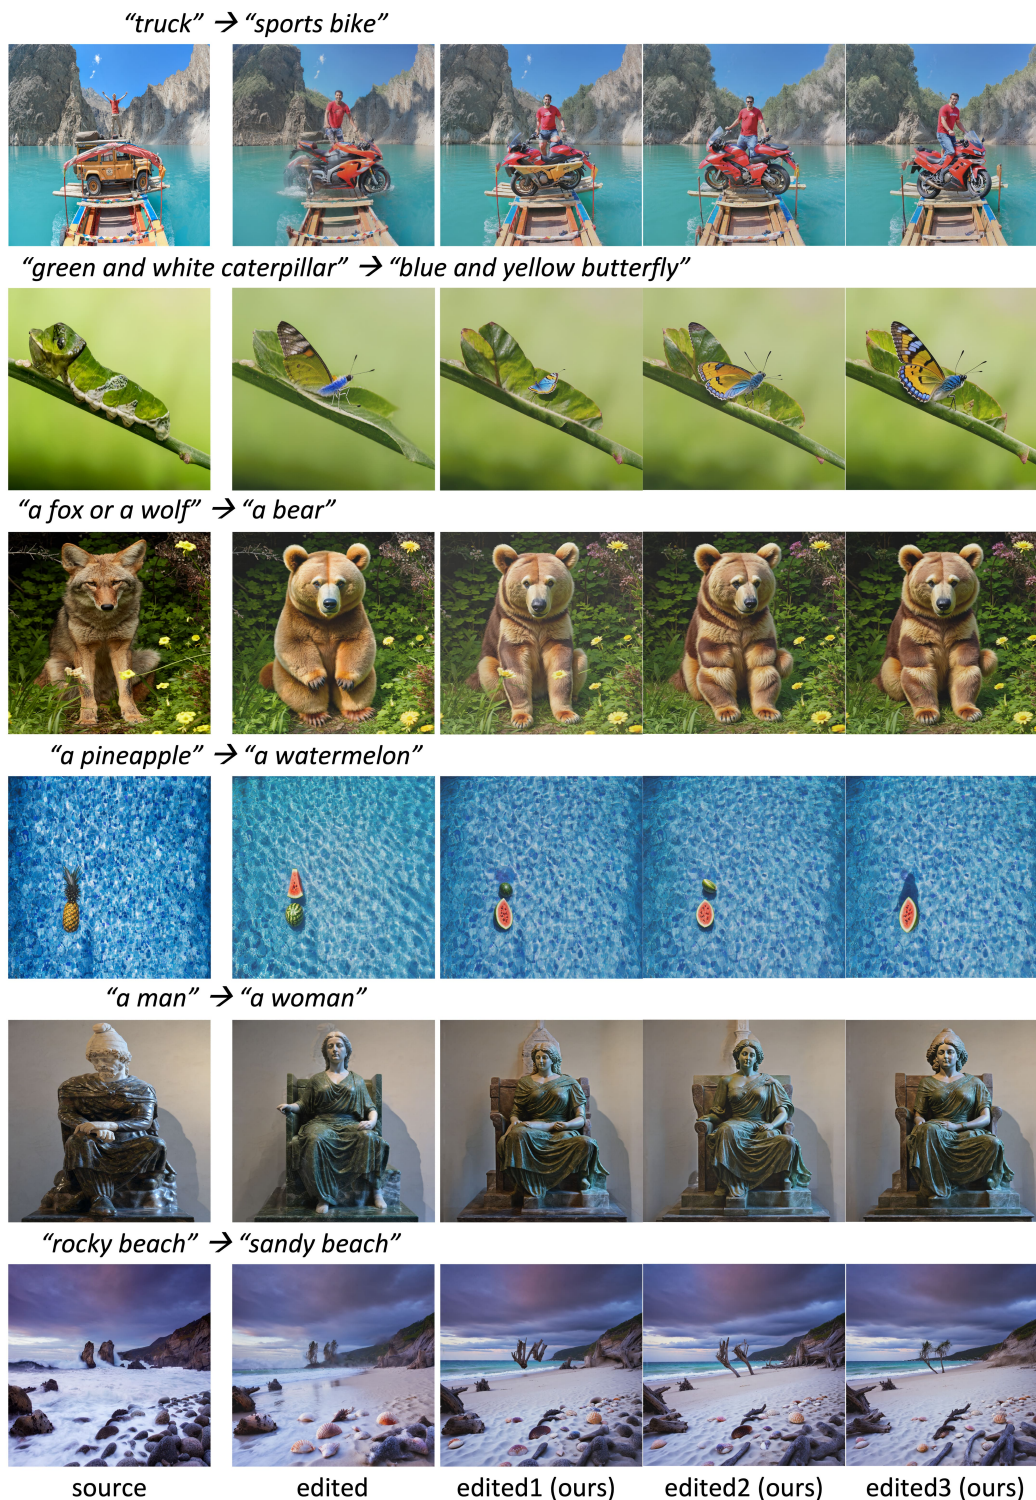 “truck” → “sports bike”
“green and white caterpillar” → “blue and yellow butterfly”
“a fox or a wolf” → “a bear”
“a pineapple” → “a watermelon”
“a man” → “a woman”
“rocky beach” → “sandy beach”
source edited edited1 (ours) edited2 (ours) edited3 (ours)